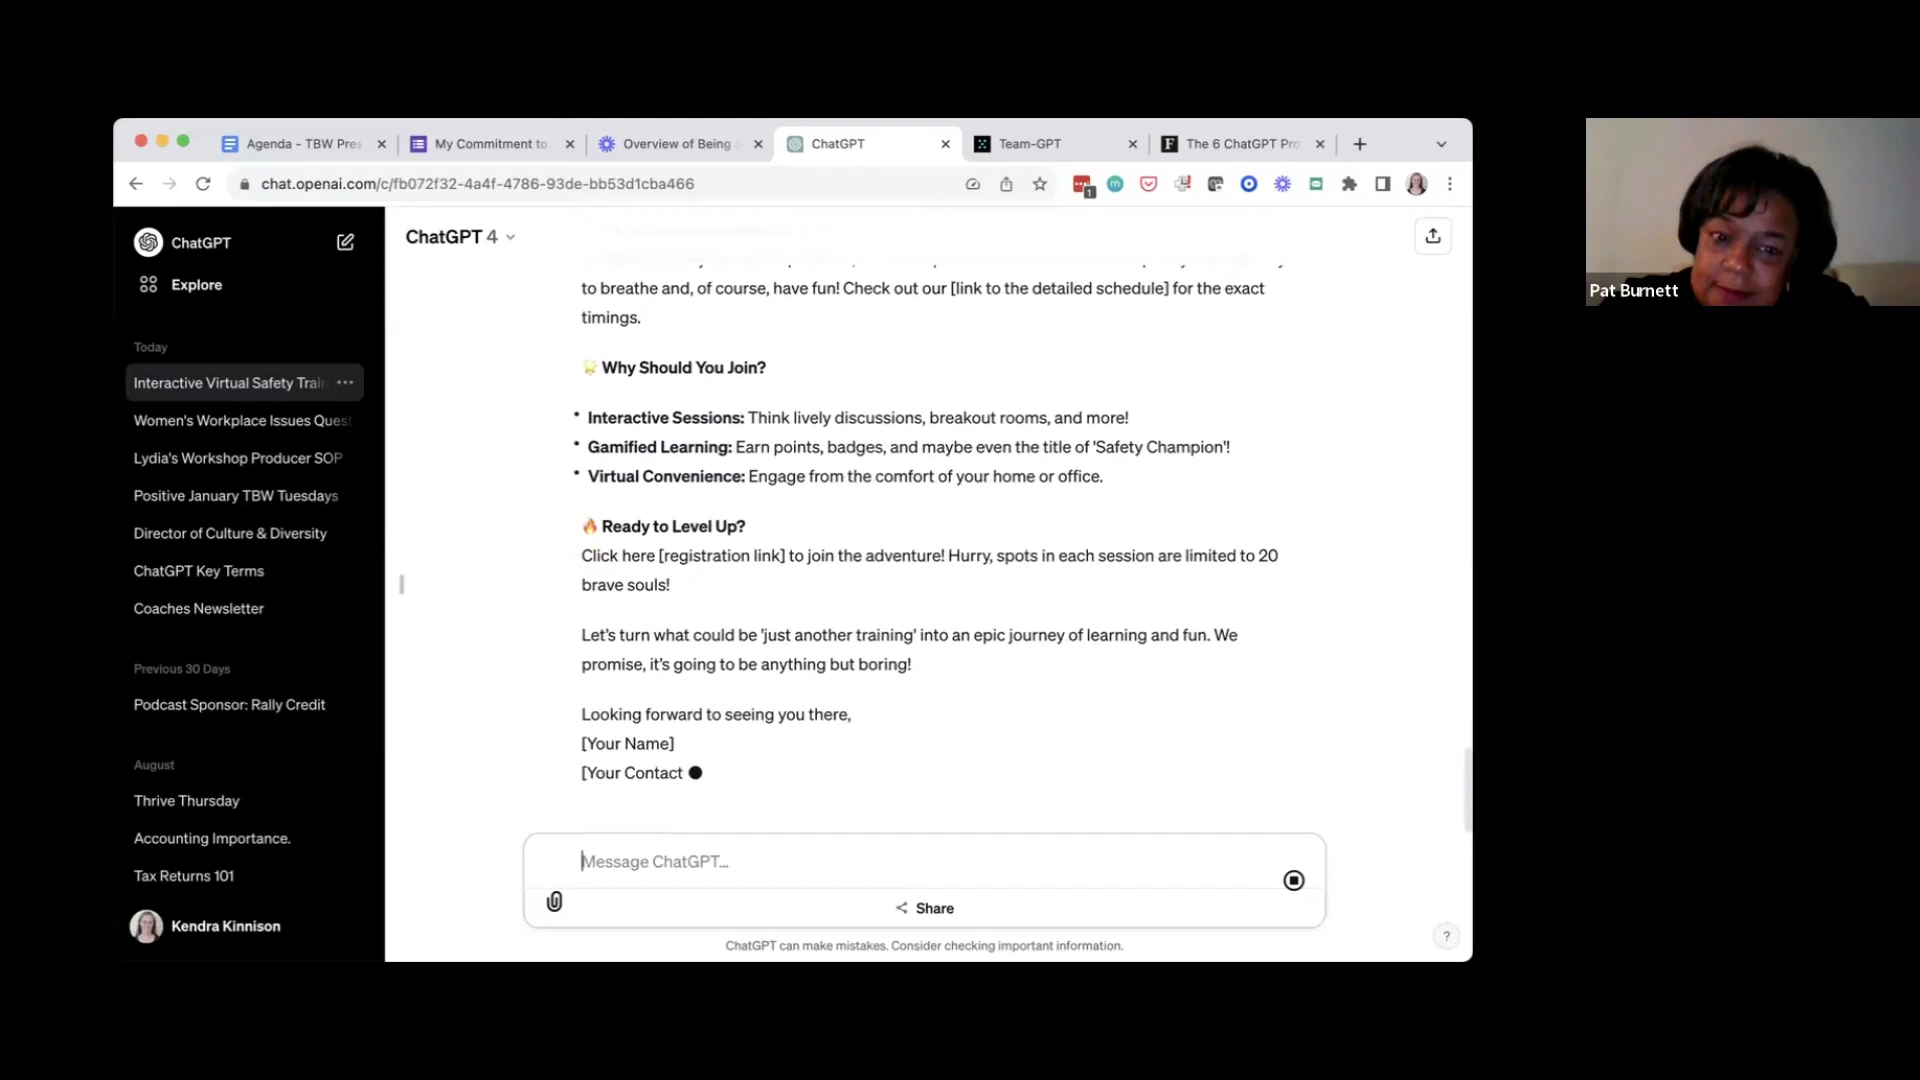 Agenda - TBW Pres
My Commitment to
Overview of Being
ChatGPT
Team-GPT
F
The 6 ChatGPT Pro
chat.openai.com/c/fb072f32-4a4f-4786-93de-bb53d1cba466
1
m
ChatGPT
Explore
Today
Interactive Virtual Safety Train
Women's Workplace Issues Quest
Lydia's Workshop Producer SOP
Positive January TBW Tuesdays
Director of Culture & Diversity
ChatGPT Key Terms
Coaches Newsletter
Previous 30 Days
Podcast Sponsor: Rally Credit
August
Thrive Thursday
Accounting Importance.
Tax Returns 101
Kendra Kinnison
ChatGPT 4
to breathe and, of course, have fun! Check out our [link to the detailed schedule] for the exact
timings.
🌟 Why Should You Join?
• Interactive Sessions: Think lively discussions, breakout rooms, and more!
• Gamified Learning: Earn points, badges, and maybe even the title of 'Safety Champion'!
• Virtual Convenience: Engage from the comfort of your home or office.
🔥 Ready to Level Up?
Click here [registration link] to join the adventure! Hurry, spots in each session are limited to 20
brave souls!
Let's turn what could be 'just another training' into an epic journey of learning and fun. We
promise, it's going to be anything but boring!
Looking forward to seeing you there,
[Your Name]
[Your Contact
Message ChatGPT...
Share
ChatGPT can make mistakes. Consider checking important information.
?
Pat Burnett